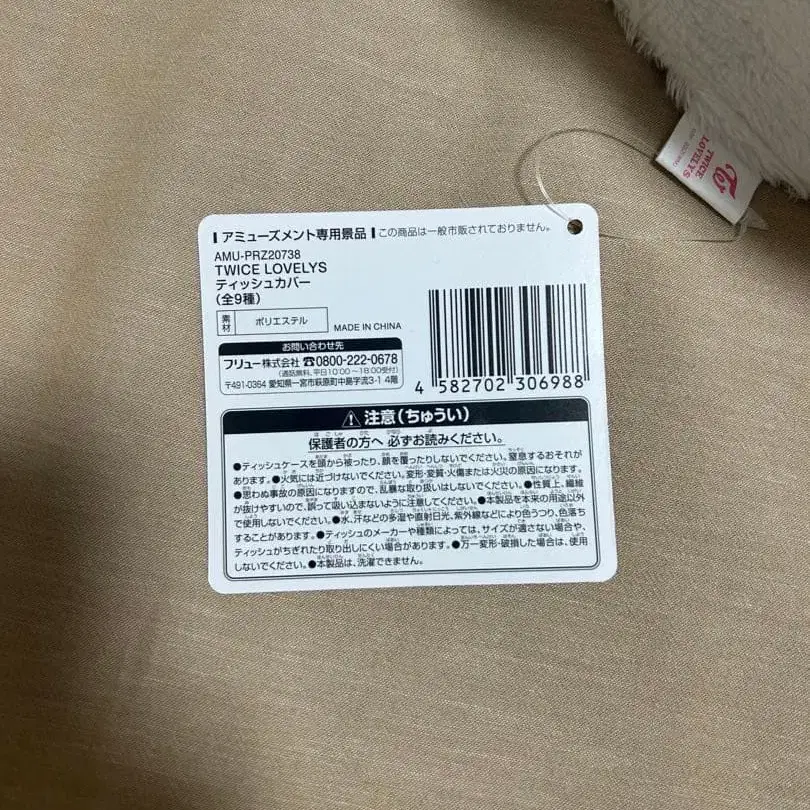 アミューズメント専用景品 この商品は一般市販されておりません。
AMU-PRZ20738
TWICE LOVELYS
ティッシュカバー
(全9種)
素材 ポリエステル
MADE IN CHINA
お問い合わせ先
フリュー株式会社 ☎0800-222-0678
(通話無料、平日10:00~18:00受付)
〒491-0364 愛知県一宮市萩原町中島字流3-1 4階
4 582702 306988
⚠注意(ちゅうい)
保護者の方へ 必ずお読みください。
●ティッシュケースを頭から被ったり、顔を覆ったりしないでください。窒息するおそれが
あります。●火気には近づけないでください。変形・変質・火傷または火災の原因になります。
●思わぬ事故の原因になりますので、乱暴な取り扱いはしないでください。●性質上、繊維
が抜けやすいので、誤って吸い込まないように注意してください。●本製品を本来の用途以外
で使用しないでください。●水、汗などの多湿や直射日光、紫外線などにより色うつり、色落ち
することがあります。●ティッシュのメーカーや種類によっては、サイズが適さない場合や、
ティッシュがちぎれたり取り出しにくい場合があります。●万一変形・破損した場合は、使用
しないでください。●本製品は、洗濯できません。
TWICE
LOVELYS